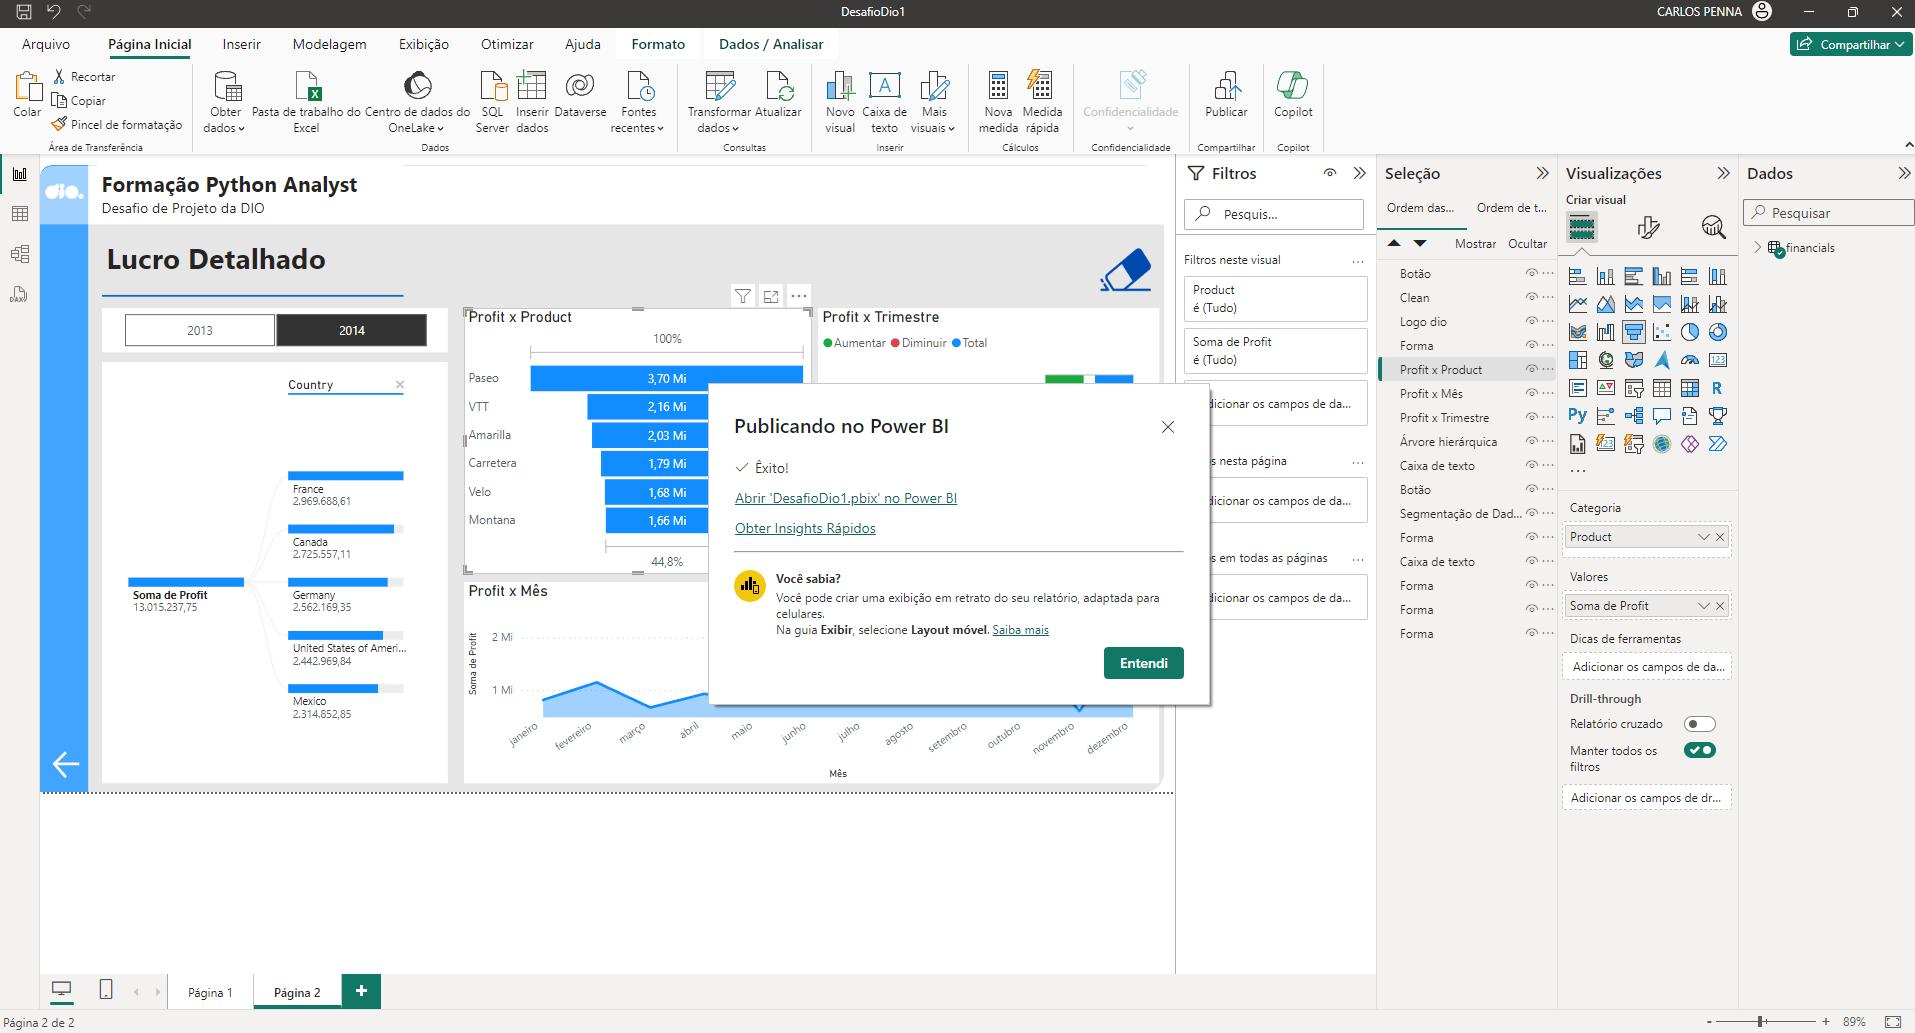 DesafioDio1
CARLOS PENNA
Arquivo
Página Inicial
Inserir
Modelagem
Exibição
Otimizar
Ajuda
Formato
Dados / Analisar
Compartilhar
Colar
Recortar
Copiar
Pincel de formatação
Área de Transferência
Obter
dados
Pasta de trabalho do
Excel
Centro de dados do
OneLake
SQL
Server
Inserir
dados
Dataverse
Fontes
recentes
Dados
Transformar
dados
Atualizar
Consultas
Novo
visual
Caixa de
texto
Mais
visuais
Inserir
Nova
medida
Medida
rápida
Cálculos
Confidencialidade
Confidencialidade
Publicar
Compartilhar
Copilot
Copilot
dio.
Formação Python Analyst
Desafio de Projeto da DIO
Lucro Detalhado
2013
2014
Country
France
2.969.688,61
Canada
2.725.557,11
Germany
2.562.169,35
United States of Ameri...
2.442.969,84
Mexico
2.314.852,85
Soma de Profit
13.015.237,75
Profit x Product
100%
Paseo
3,70 Mi
VTT
2,16 Mi
Amarilla
2,03 Mi
Carretera
1,79 Mi
Velo
1,68 Mi
Montana
1,66 Mi
44,8%
Profit x Trimestre
Aumentar
Diminuir
Total
Profit x Mês
Soma de Profit
2 Mi
1 Mi
janeiro
fevereiro
março
abril
maio
junho
julho
agosto
setembro
outubro
novembro
dezembro
Mês
Publicando no Power BI
Êxito!
Abrir 'DesafioDio1.pbix' no Power BI
Obter Insights Rápidos
Você sabia?
Você pode criar uma exibição em retrato do seu relatório, adaptada para
celulares.
Na guia Exibir, selecione Layout móvel. Saiba mais
Entendi
Filtros
Pesquis...
Filtros neste visual
Product
é (Tudo)
Soma de Profit
é (Tudo)
dicionar os campos de da...
s nesta página
dicionar os campos de da...
s em todas as páginas
dicionar os campos de da...
Seleção
Ordem das...
Ordem de t...
Mostrar
Ocultar
Botão
Clean
Logo dio
Forma
Profit x Product
Profit x Mês
Profit x Trimestre
Árvore hierárquica
Caixa de texto
Botão
Segmentação de Dad...
Forma
Caixa de texto
Forma
Forma
Forma
Visualizações
Criar visual
Categoria
Product
Valores
Soma de Profit
Dicas de ferramentas
Adicionar os campos de da...
Drill-through
Relatório cruzado
Manter todos os
filtros
Adicionar os campos de dr...
Dados
Pesquisar
financials
Página 1
Página 2
Página 2 de 2
89%